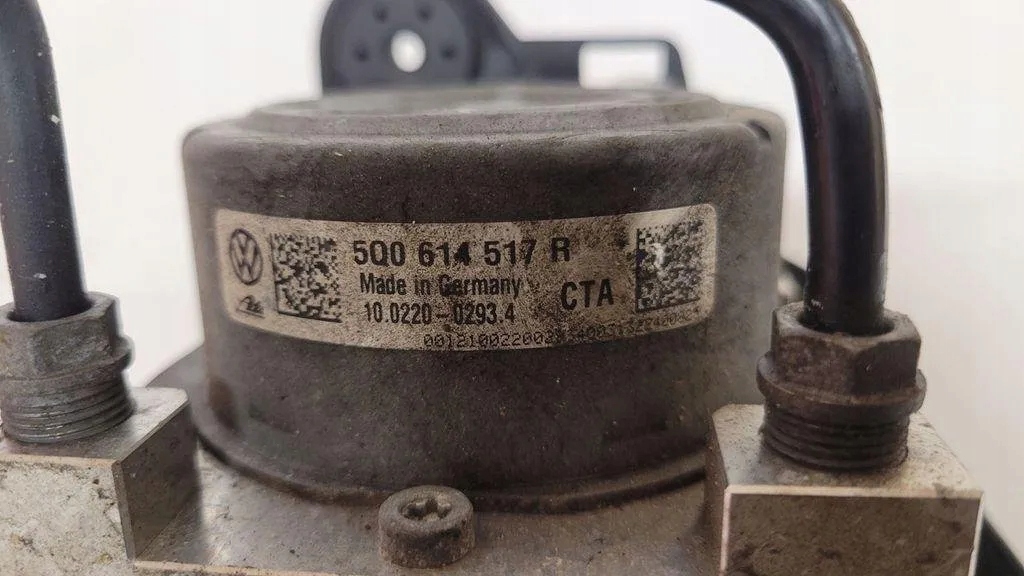 5Q0 614 517 R
Made in Germany
CTA
10.0220-0293.4